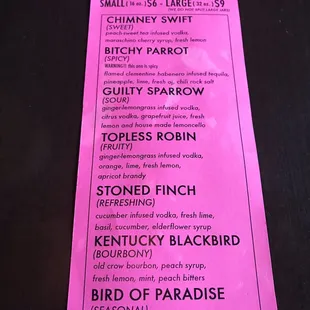 SMALL (16 oz.) $6 - LARGE (32 oz.) $9
CHIMNEY SWIFT
(SWEET)
peach-sweet tea-infused vodka,
maraschino cherry syrup, fresh lemon
BITCHY PARROT
(SPICY)
WARNING!!! this one is spicy
flamed clementine habanero infused tequila,
pineapple, lime, fresh oj, chili rock salt
GUILTY SPARROW
(SOUR)
ginger-lemongrass infused vodka,
citrus vodka, grapefruit juice, fresh
lemon and house made lemoncello
TOPLESS ROBIN
(FRUITY)
ginger-lemongrass infused vodka,
orange, lime, fresh lemon,
apricot brandy
STONED FINCH
(REFRESHING)
cucumber infused vodka, fresh lime,
basil, cucumber, elderflower syrup
KENTUCKY BLACKBIRD
(BOURBONY)
old crow bourbon, peach syrup,
fresh lemon, mint, peach bitters
BIRD OF PARADISE
(SEASONAL)